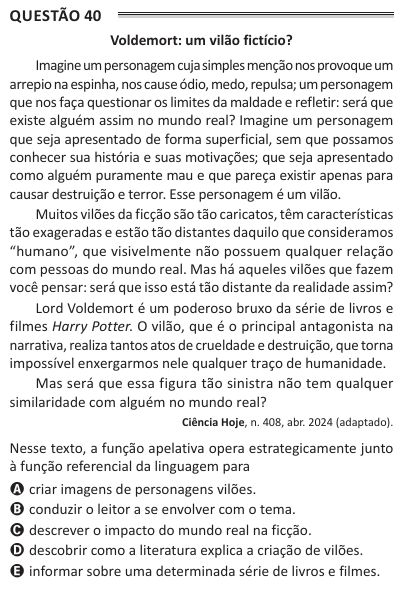 QUESTÃO 40
Voldemort: um vilão fictício?
Imagine um personagem cuja simples menção nos provoque um
arrepio na espinha, nos cause ódio, medo, repulsa; um personagem
que nos faça questionar os limites da maldade e refletir: será que
existe alguém assim no mundo real? Imagine um personagem
que seja apresentado de forma superficial, sem que possamos
conhecer sua história e suas motivações; que seja apresentado
como alguém puramente mau e que pareça existir apenas para
causar destruição e terror. Esse personagem é um vilão.
Muitos vilões da ficção são tão caricatos, têm características
tão exageradas e estão tão distantes daquilo que consideramos
“humano”, que visivelmente não possuem qualquer relação
com pessoas do mundo real. Mas há aqueles vilões que fazem
você pensar: será que isso está tão distante da realidade assim?
Lord Voldemort é um poderoso bruxo da série de livros e
filmes Harry Potter. O vilão, que é o principal antagonista na
narrativa, realiza tantos atos de crueldade e destruição, que torna
impossível enxergarmos nele qualquer traço de humanidade.
Mas será que essa figura tão sinistra não tem qualquer
similaridade com alguém no mundo real?
Ciência Hoje, n. 408, abr. 2024 (adaptado).
Nesse texto, a função apelativa opera estrategicamente junto
à função referencial da linguagem para
A criar imagens de personagens vilões.
B conduzir o leitor a se envolver com o tema.
C descrever o impacto do mundo real na ficção.
D descobrir como a literatura explica a criação de vilões.
E informar sobre uma determinada série de livros e filmes.